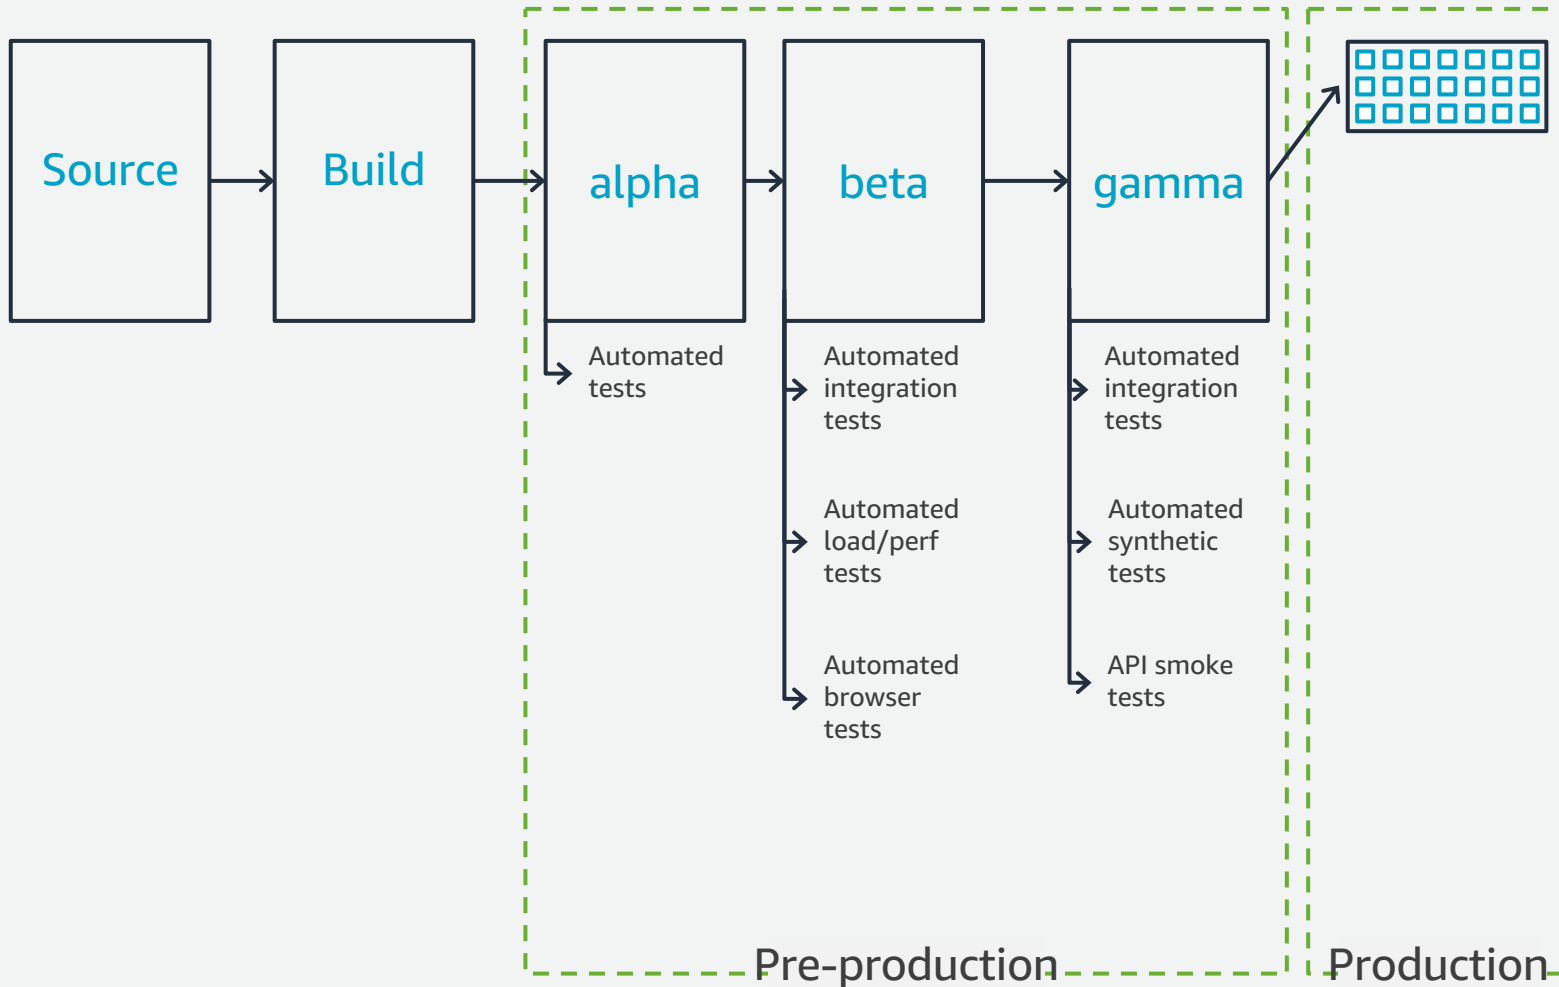 Source
Build
alpha
beta
gamma
Automated
tests
Automated
integration
tests
Automated
load/perf
tests
Automated
browser
tests
Automated
integration
tests
Automated
synthetic
tests
API smoke
tests
Pre-production
Production